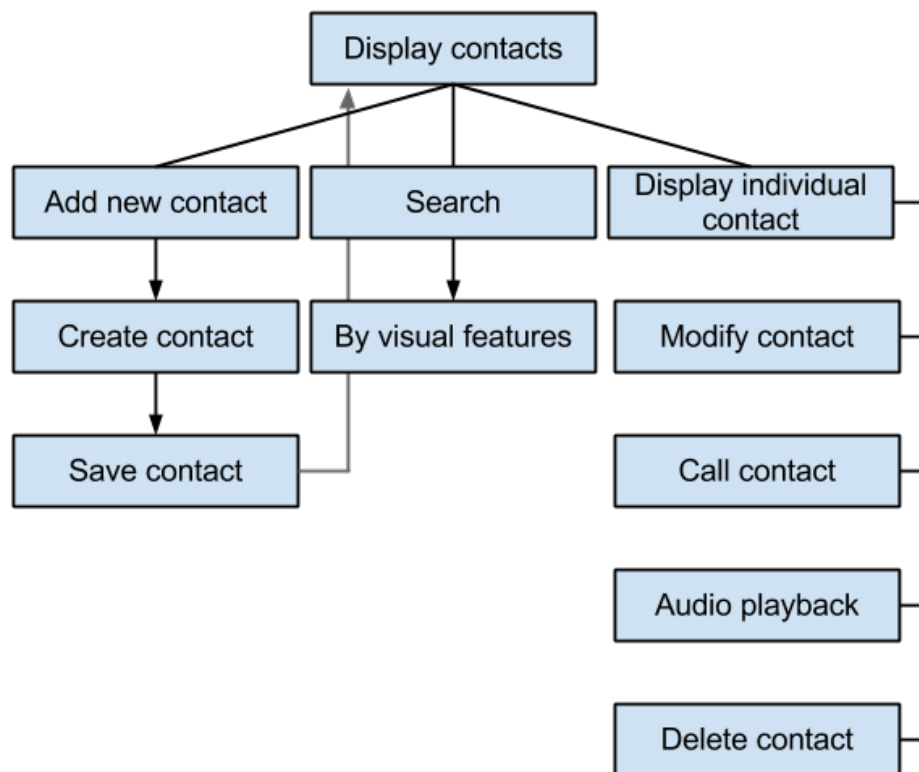 Display contacts
Add new contact
Search
Display individual
contact
Create contact
By visual features
Modify contact
Save contact
Call contact
Audio playback
Delete contact